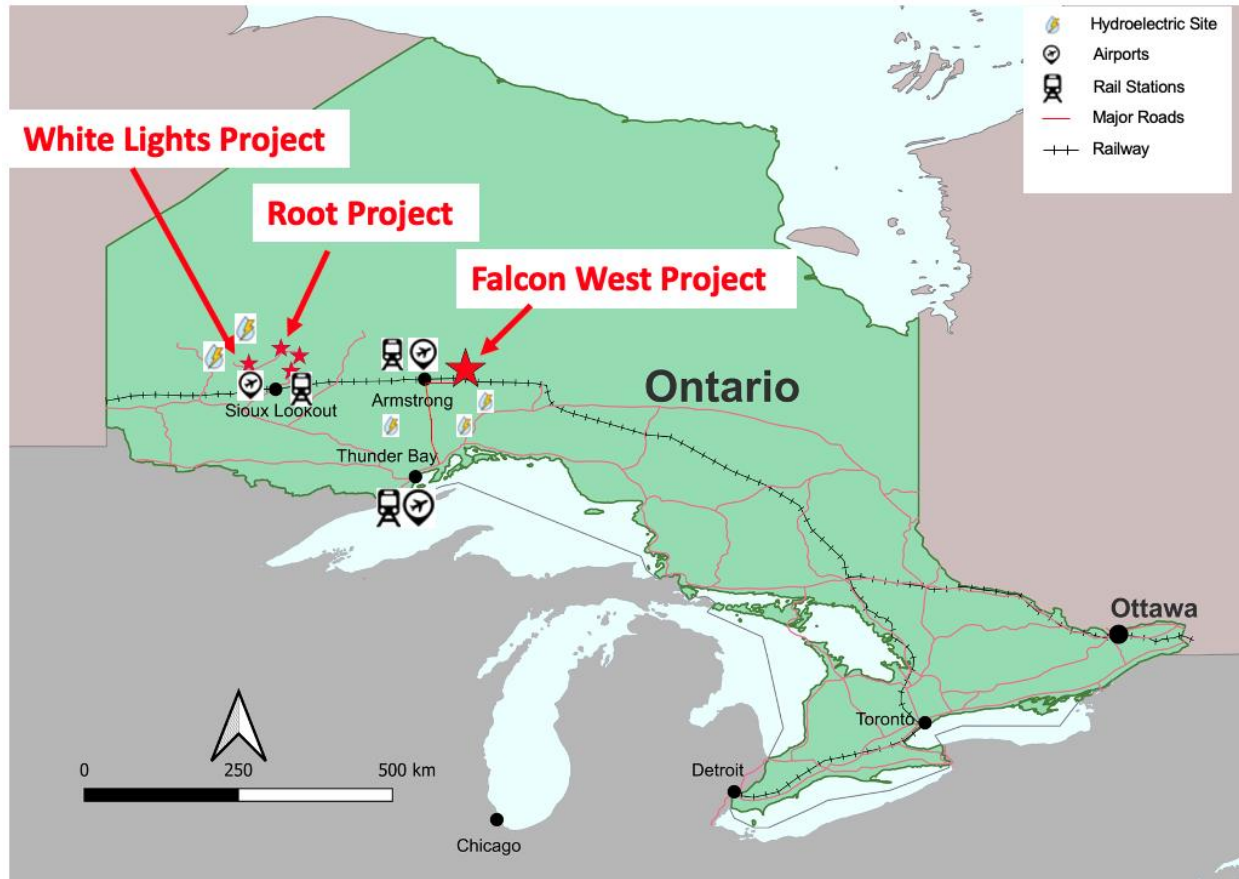 Hydroelectric Site
Airports
Rail Stations
Major Roads
Railway
White Lights Project
Root Project
Falcon West Project
Ontario
Sioux Lookout
Armstrong
Thunder Bay
Ottawa
Toronto
Detroit
Chicago
0 250 500 km